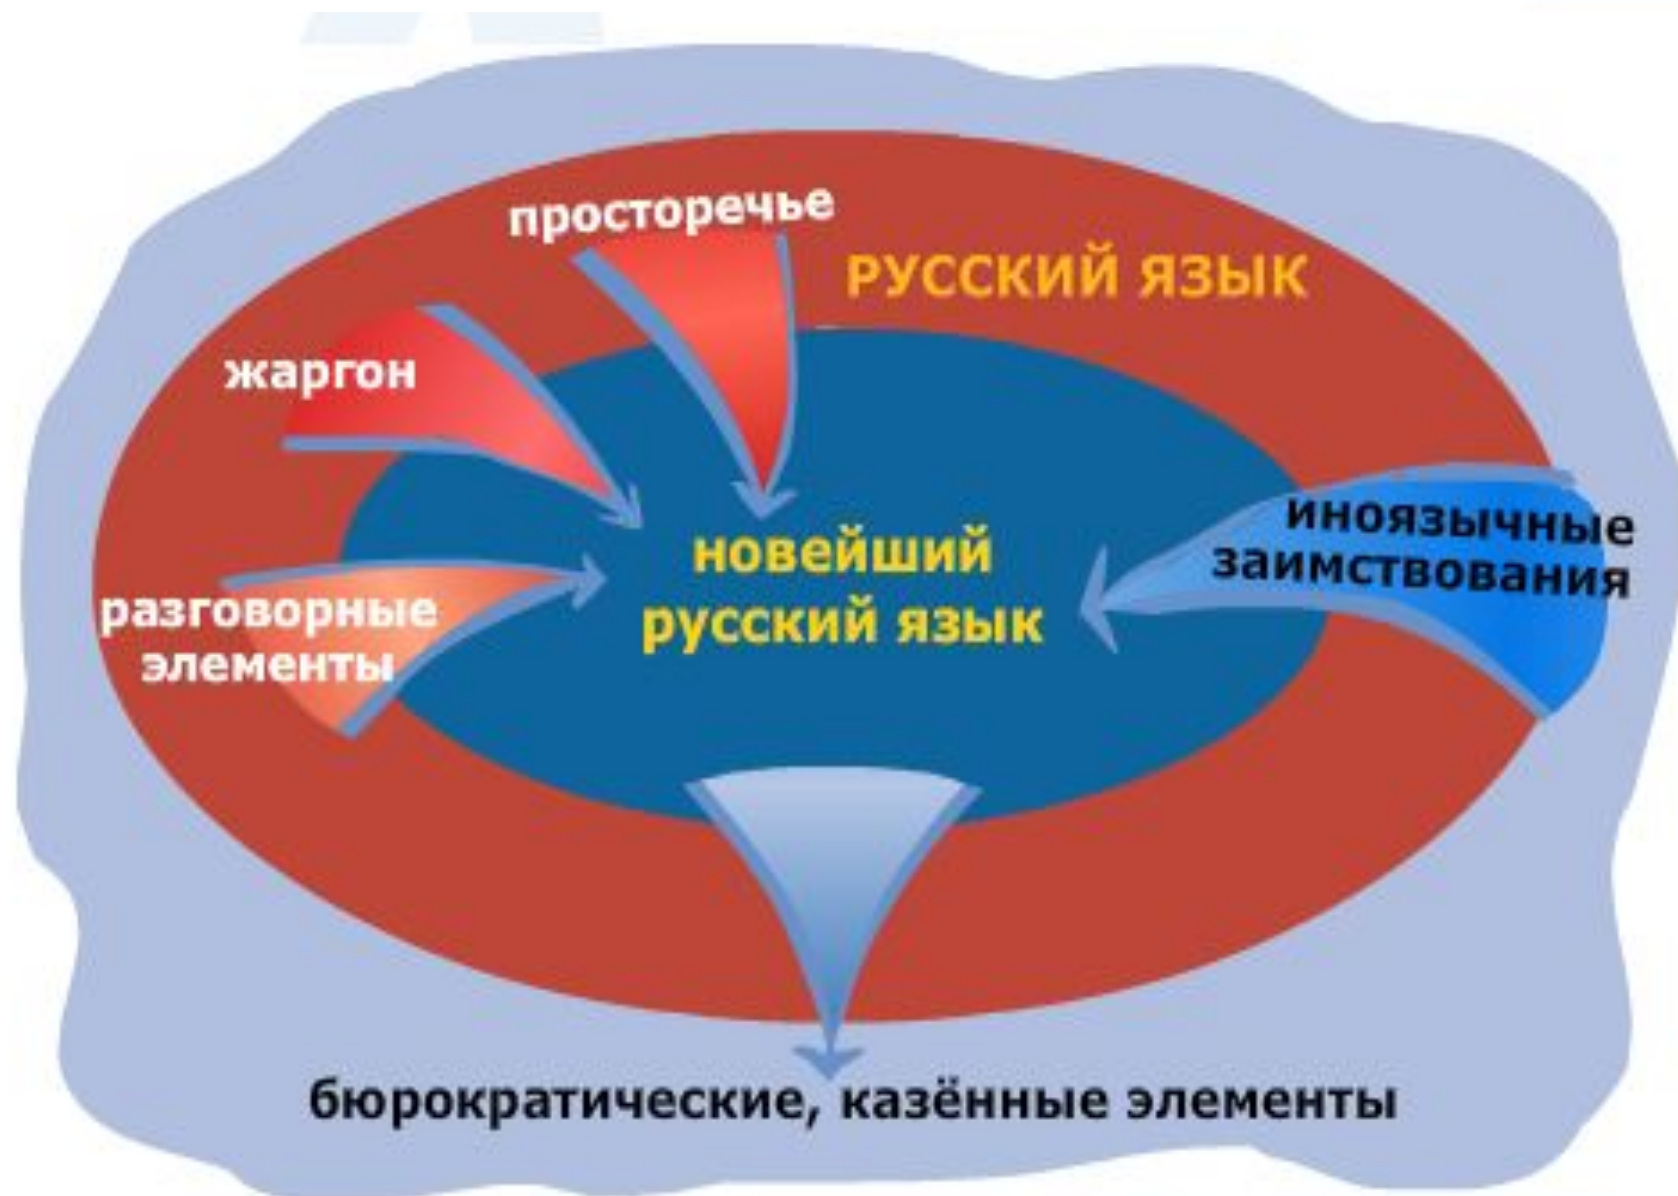 просторечье
РУССКИЙ ЯЗЫК
жаргон
иноязычные
заимствования
новейший
русский язык
разговорные
элементы
бюрократические, казённые элементы